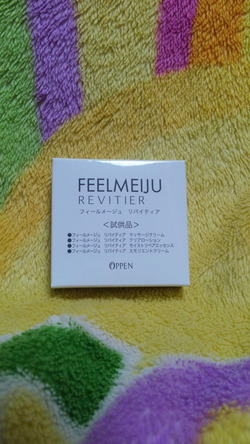 FEELMEIJU
REVITIER
フィールメージュ リバイティア
＜試供品＞
●フィールメージュ リバイティア マッサージクリーム
●フィールメージュ リバイティア クリアローション
●フィールメージュ リバイティア モイストリペアエッセンス
●フィールメージュ リバイティア エモリエントクリーム
OPPEN